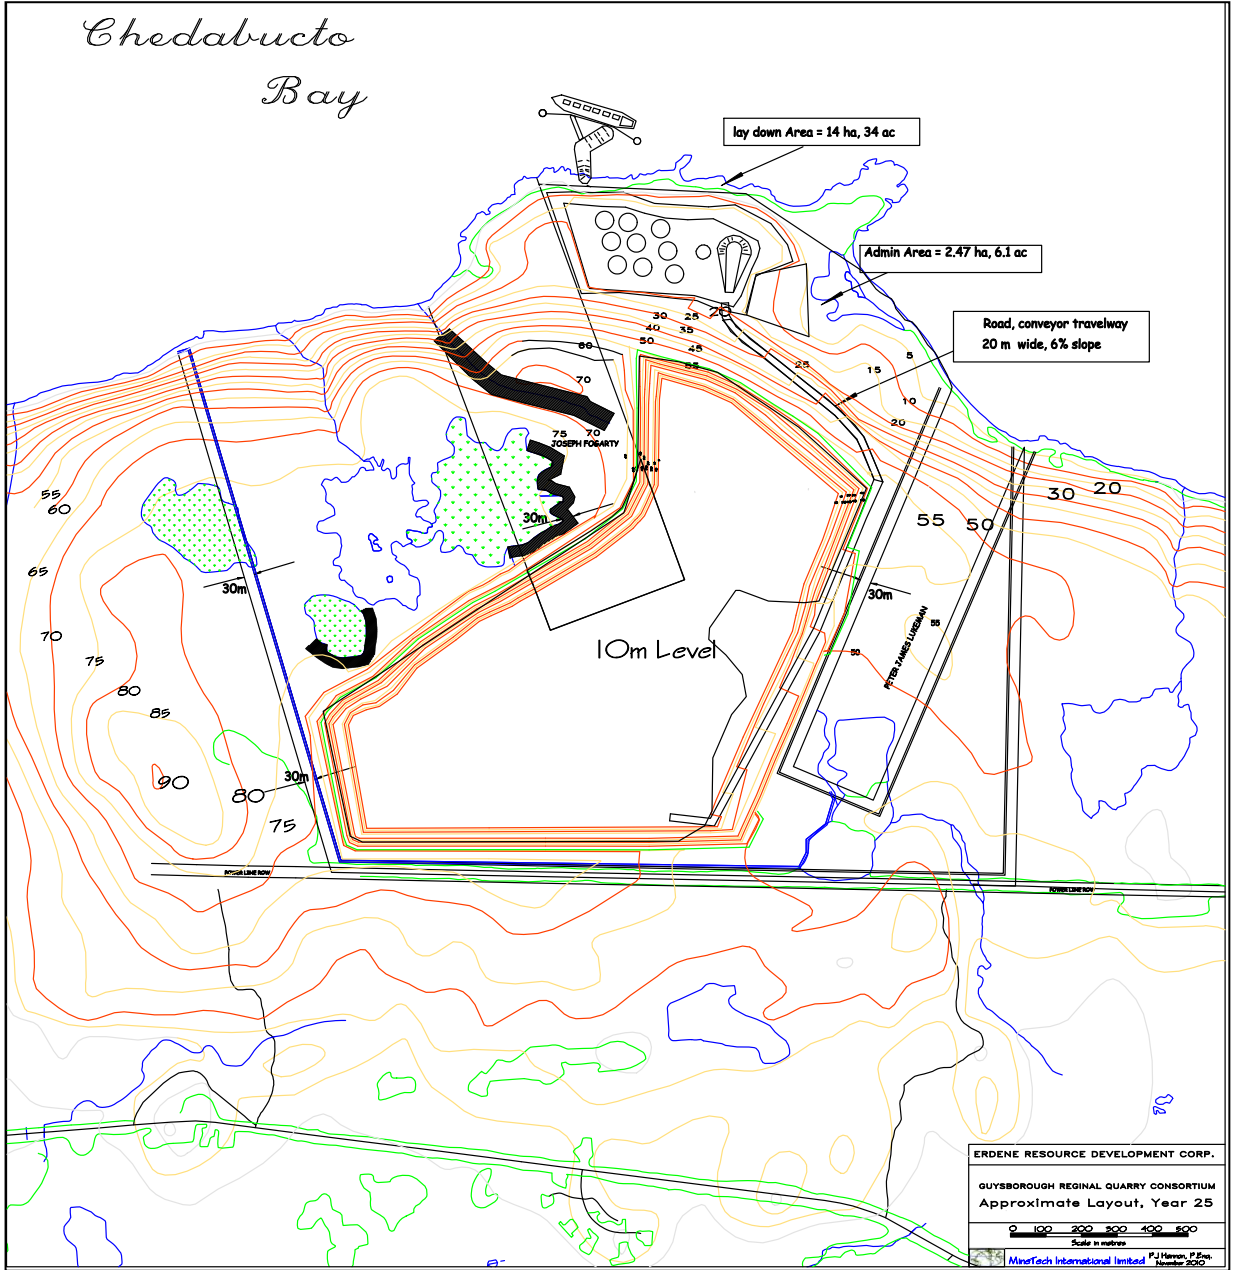 Chedabucto
Bay
lay down Area = 14 ha, 34 ac
Admin Area = 2.47 ha, 6.1 ac
Road, conveyor travelway
20 m wide, 6% slope
30 25 20
40 35
50 45
60
55
70
25
5
15
10
20
75 70
JOSEPH FOGARTY
30m
55
60
65
70
75
80
85
90
80
75
30m
30m
30m
10m Level
55 50
30 20
55
50
PETER JAMES LUKEMAN
POWER LINE ROW
POWER LINE ROW
ERDENE RESOURCE DEVELOPMENT CORP.
GUYSBOROUGH REGINAL QUARRY CONSORTIUM
Approximate Layout, Year 25
0 100 200 300 400 500
Scale in metres
MineTech International limited
P.J Hannon, P.Eng.
November 2010